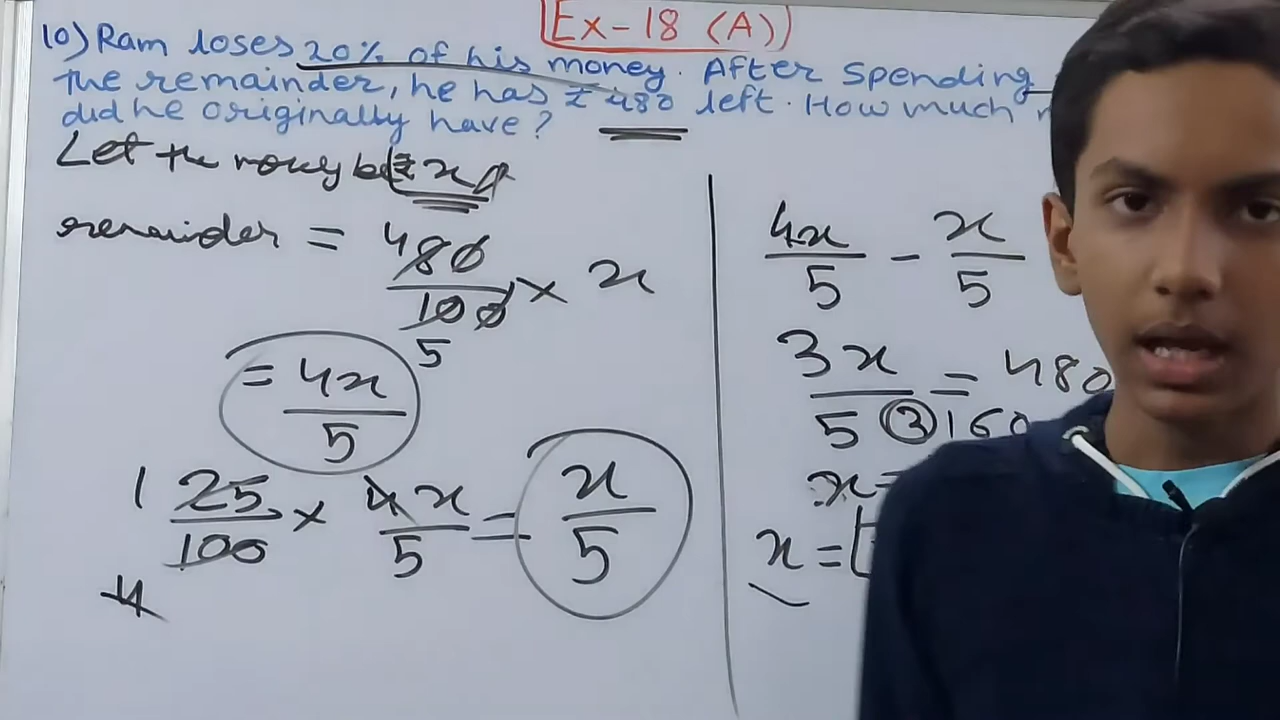 Ex-18 (A)
10) Ram loses 20% of his money. After spending
the remainder, he has ₹ 480 left. How much
did he originally have?
Let the money be ₹ x
remainder = 80/100 × x
4
5
= 4x/5
25/100 × 4x/5 = x/5
1
4
4x/5 - x/5
3x/5 = 480
3 160
x=
x=